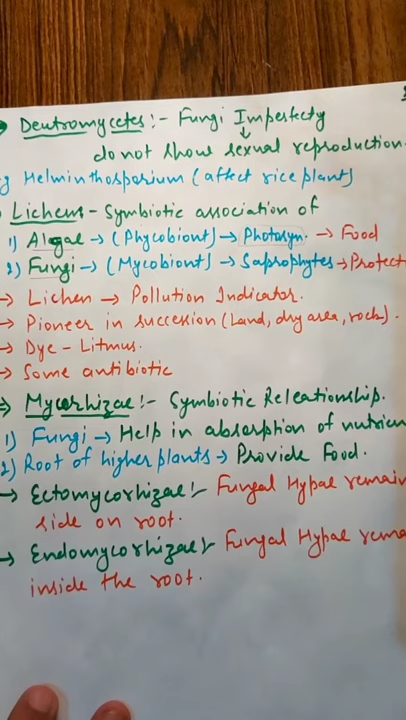 Deutromycetes:- Fungi Imperfecty
↓
do not show sexual reproduction.
g Helminthosporium (affect rice plant)
Lichens - Symbiotic association of
1) Algae → (Phycobiont) → Photosyn. → Food
2) Fungi → (Mycobiont) → Saprophytes → Protect
→ Lichen → Pollution Indicator.
→ Pioneer in succession (Land, dry area, rock).
→ Dye - Litmus.
→ Some antibiotic
⇒ Mycorhizae:- Symbiotic Releationship.
1) Fungi → Help in absorption of nutrien
2) Root of higher plants → Provide Food.
→ Ectomycorhizae:- Fungal Hypae remain
side on root.
→ Endomycorhizae:- Fungal Hypae rema
inside the root.